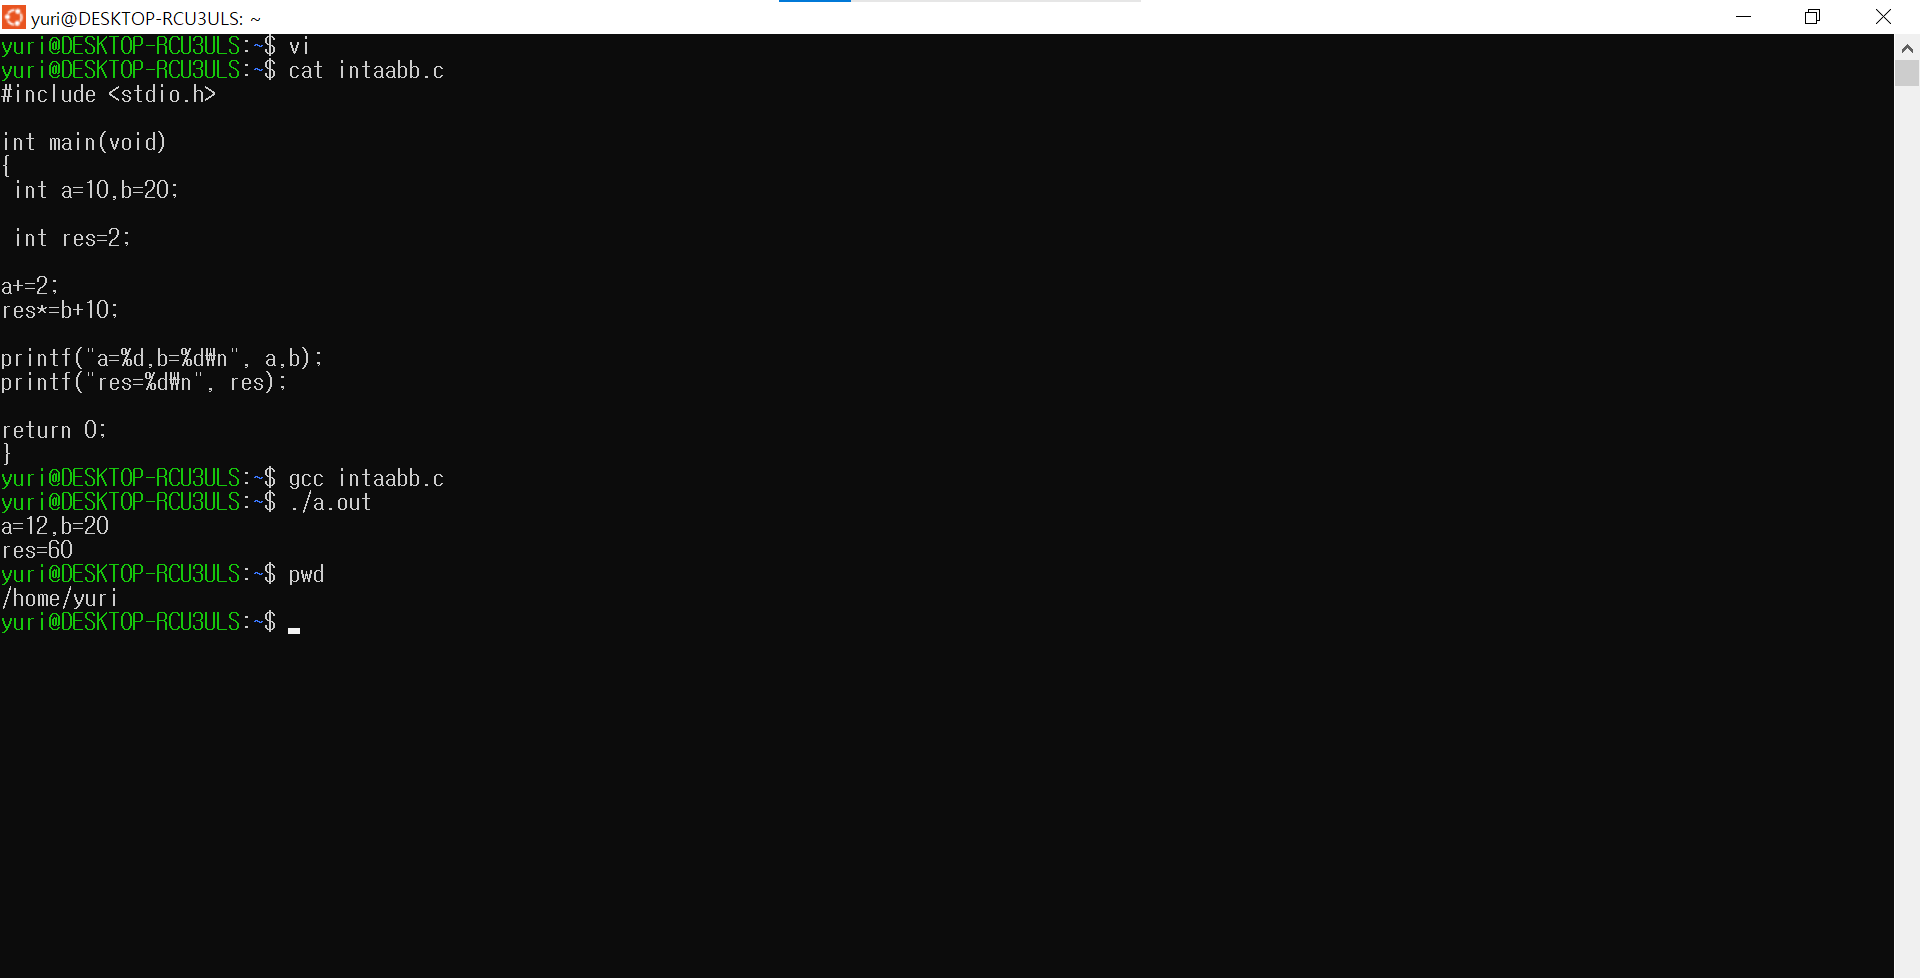 yuri@DESKTOP-RCU3ULS: ~
yuri@DESKTOP-RCU3ULS:~$ vi
yuri@DESKTOP-RCU3ULS:~$ cat intaabb.c
#include <stdio.h>
int main(void)
{
 int a=10,b=20;
 int res=2;
a+=2;
res*=b+10;
printf("a=%d,b=%d₩n", a,b);
printf("res=%d₩n", res);
return 0;
}
yuri@DESKTOP-RCU3ULS:~$ gcc intaabb.c
yuri@DESKTOP-RCU3ULS:~$ ./a.out
a=12,b=20
res=60
yuri@DESKTOP-RCU3ULS:~$ pwd
/home/yuri
yuri@DESKTOP-RCU3ULS:~$